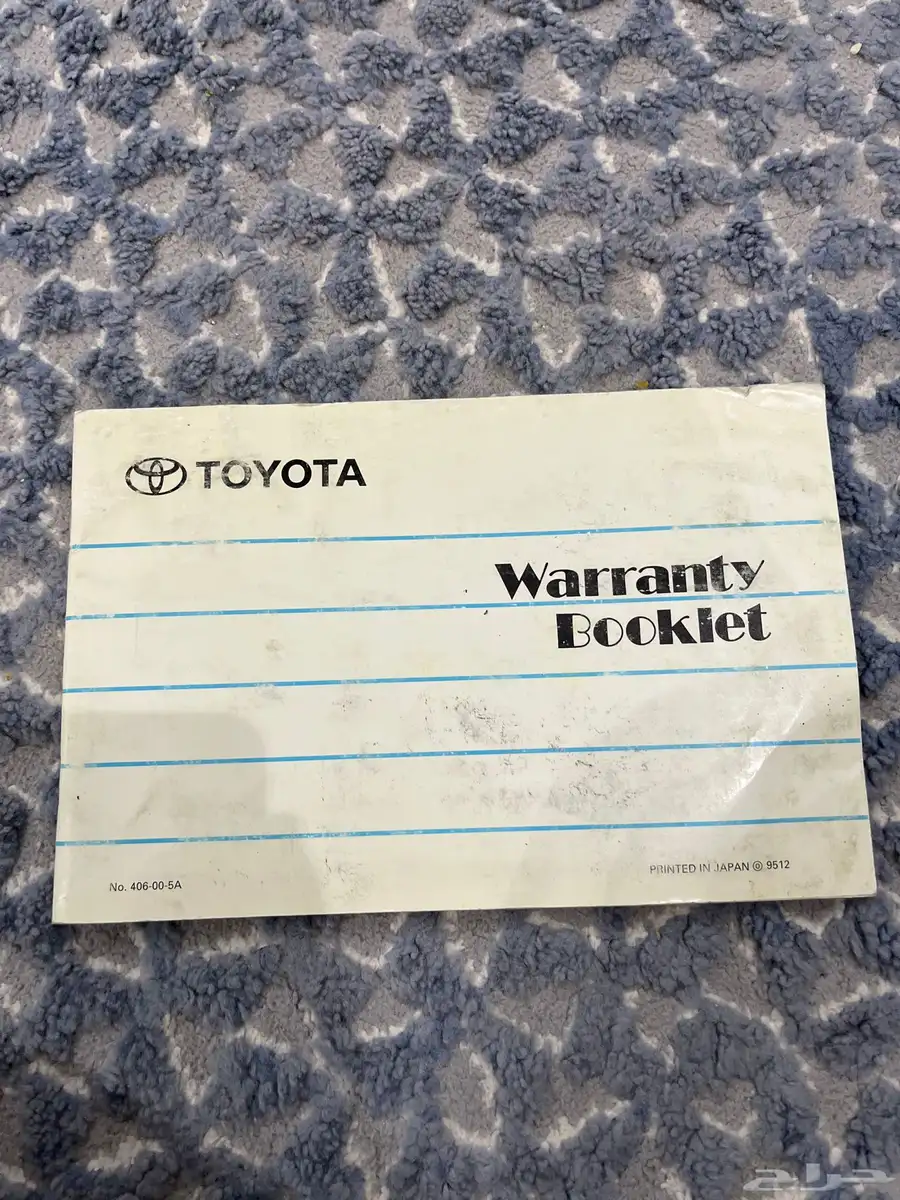 TOYOTA
Warranty
Booklet
No. 406-00-5A
PRINTED IN JAPAN ⓞ 9512
حراج